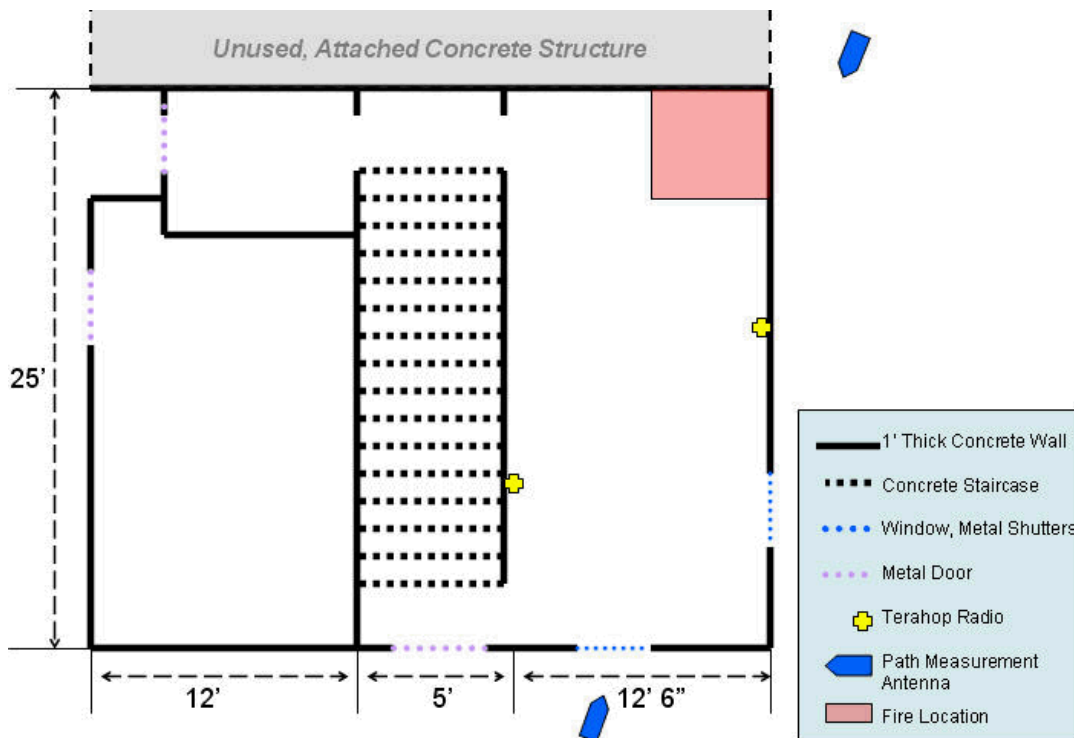 Unused, Attached Concrete Structure
25'
12'
5'
12' 6"
1' Thick Concrete Wall
Concrete Staircase
Window, Metal Shutters
Metal Door
Terahop Radio
Path Measurement
Antenna
Fire Location